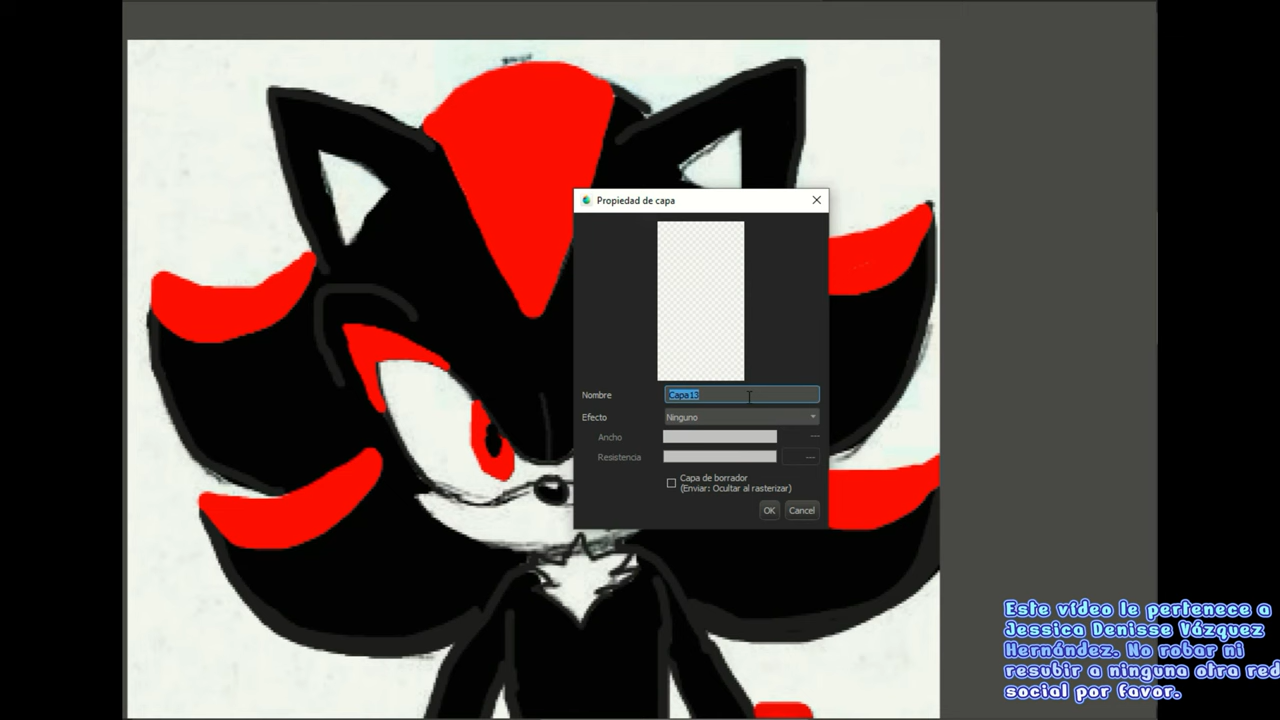 Propiedad de capa
Nombre
Capa13
Efecto
Ninguno
Ancho
---
Resistencia
---
Capa de borrador
(Enviar: Ocultar al rasterizar)
OK
Cancel
Este vídeo le pertenece a
Jessica Denisse Vázquez
Hernández. No robar ni
resubir a ninguna otra red
social por favor.